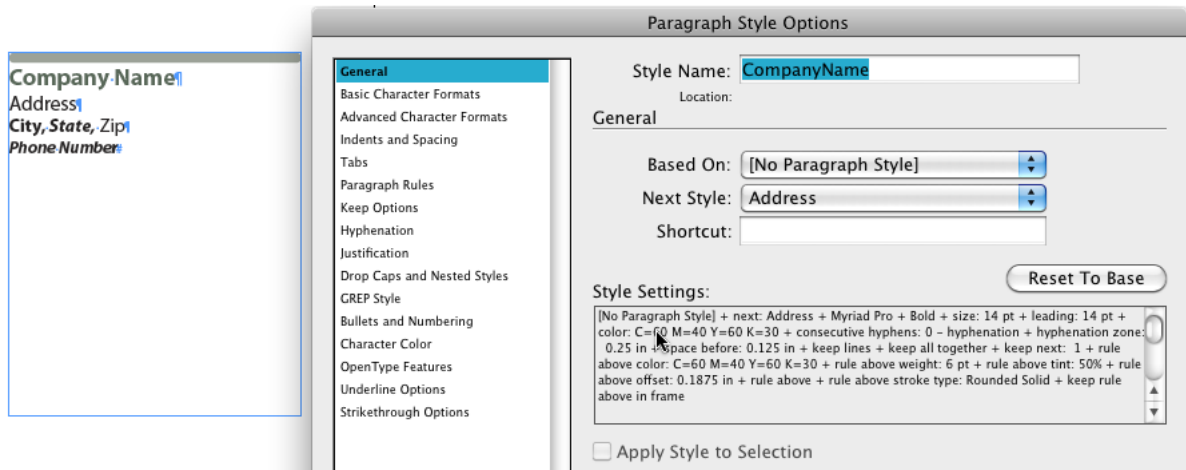 Paragraph Style Options
Company Name¶
Address¶
City, State, Zip¶
Phone Number#
General
Basic Character Formats
Advanced Character Formats
Indents and Spacing
Tabs
Paragraph Rules
Keep Options
Hyphenation
Justification
Drop Caps and Nested Styles
GREP Style
Bullets and Numbering
Character Color
OpenType Features
Underline Options
Strikethrough Options
Style Name: CompanyName
Location:
General
Based On: [No Paragraph Style]
Next Style: Address
Shortcut:
Reset To Base
Style Settings:
[No Paragraph Style] + next: Address + Myriad Pro + Bold + size: 14 pt + leading: 14 pt +
color: C=60 M=40 Y=60 K=30 + consecutive hyphens: 0 - hyphenation + hyphenation zone:
0.25 in + space before: 0.125 in + keep lines + keep all together + keep next: 1 + rule
above color: C=60 M=40 Y=60 K=30 + rule above weight: 6 pt + rule above tint: 50% + rule
above offset: 0.1875 in + rule above + rule above stroke type: Rounded Solid + keep rule
above in frame
Apply Style to Selection